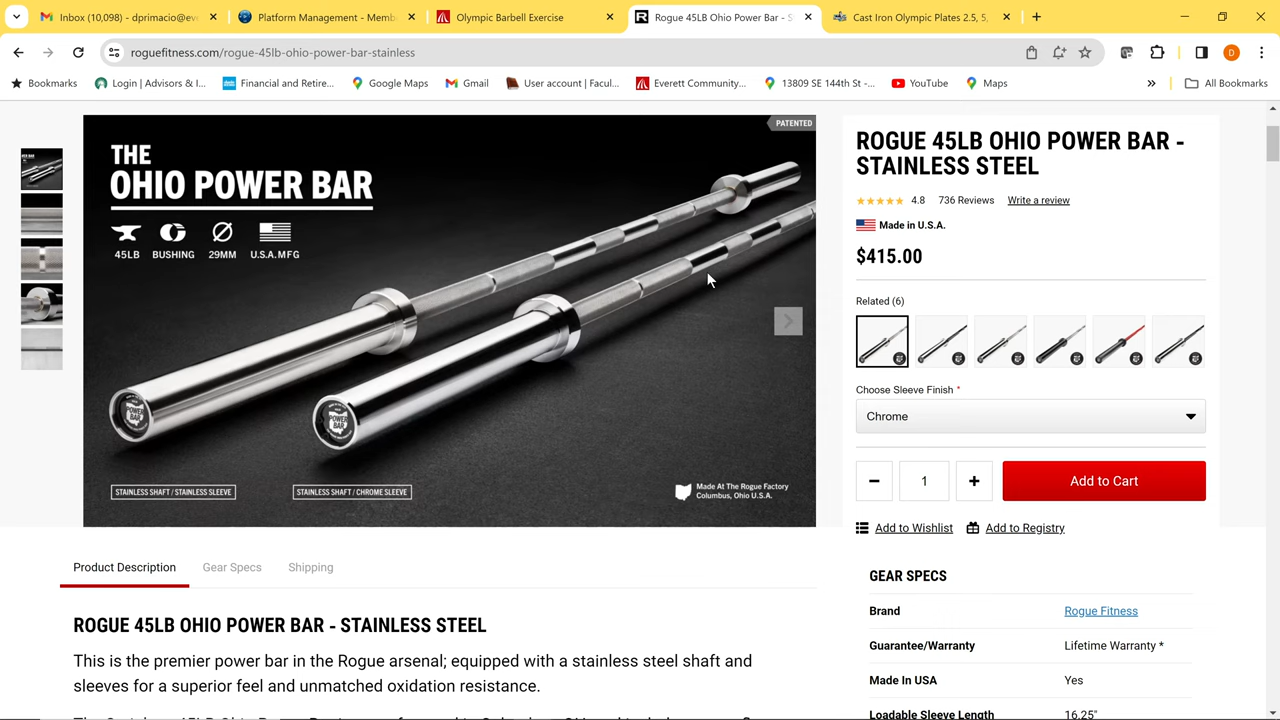 Inbox (10,098) - dprimacio@ev
Platform Management - Memb
Olympic Barbell Exercise
Rogue 45LB Ohio Power Bar - S
Cast Iron Olympic Plates 2.5, 5,
roguefitness.com/rogue-45lb-ohio-power-bar-stainless
D
Bookmarks
Login | Advisors & I...
Financial and Retire...
Google Maps
Gmail
User account | Facul...
Everett Community...
13809 SE 144th St -...
YouTube
Maps
»
All Bookmarks
PATENTED
THE
OHIO POWER BAR
45LB BUSHING 29MM U.S.A.MFG
POWER BAR
POWER BAR
STAINLESS SHAFT / STAINLESS SLEEVE
STAINLESS SHAFT / CHROME SLEEVE
Made At The Rogue Factory
Columbus, Ohio U.S.A.
ROGUE 45LB OHIO POWER BAR -
STAINLESS STEEL
4.8 736 Reviews Write a review
Made in U.S.A.
$415.00
Related (6)
Choose Sleeve Finish *
Chrome
- 1 + Add to Cart
Add to Wishlist Add to Registry
Product Description Gear Specs Shipping
ROGUE 45LB OHIO POWER BAR - STAINLESS STEEL
This is the premier power bar in the Rogue arsenal; equipped with a stainless steel shaft and
sleeves for a superior feel and unmatched oxidation resistance.
GEAR SPECS
Brand Rogue Fitness
Guarantee/Warranty Lifetime Warranty *
Made In USA Yes
Loadable Sleeve Length 16.25"